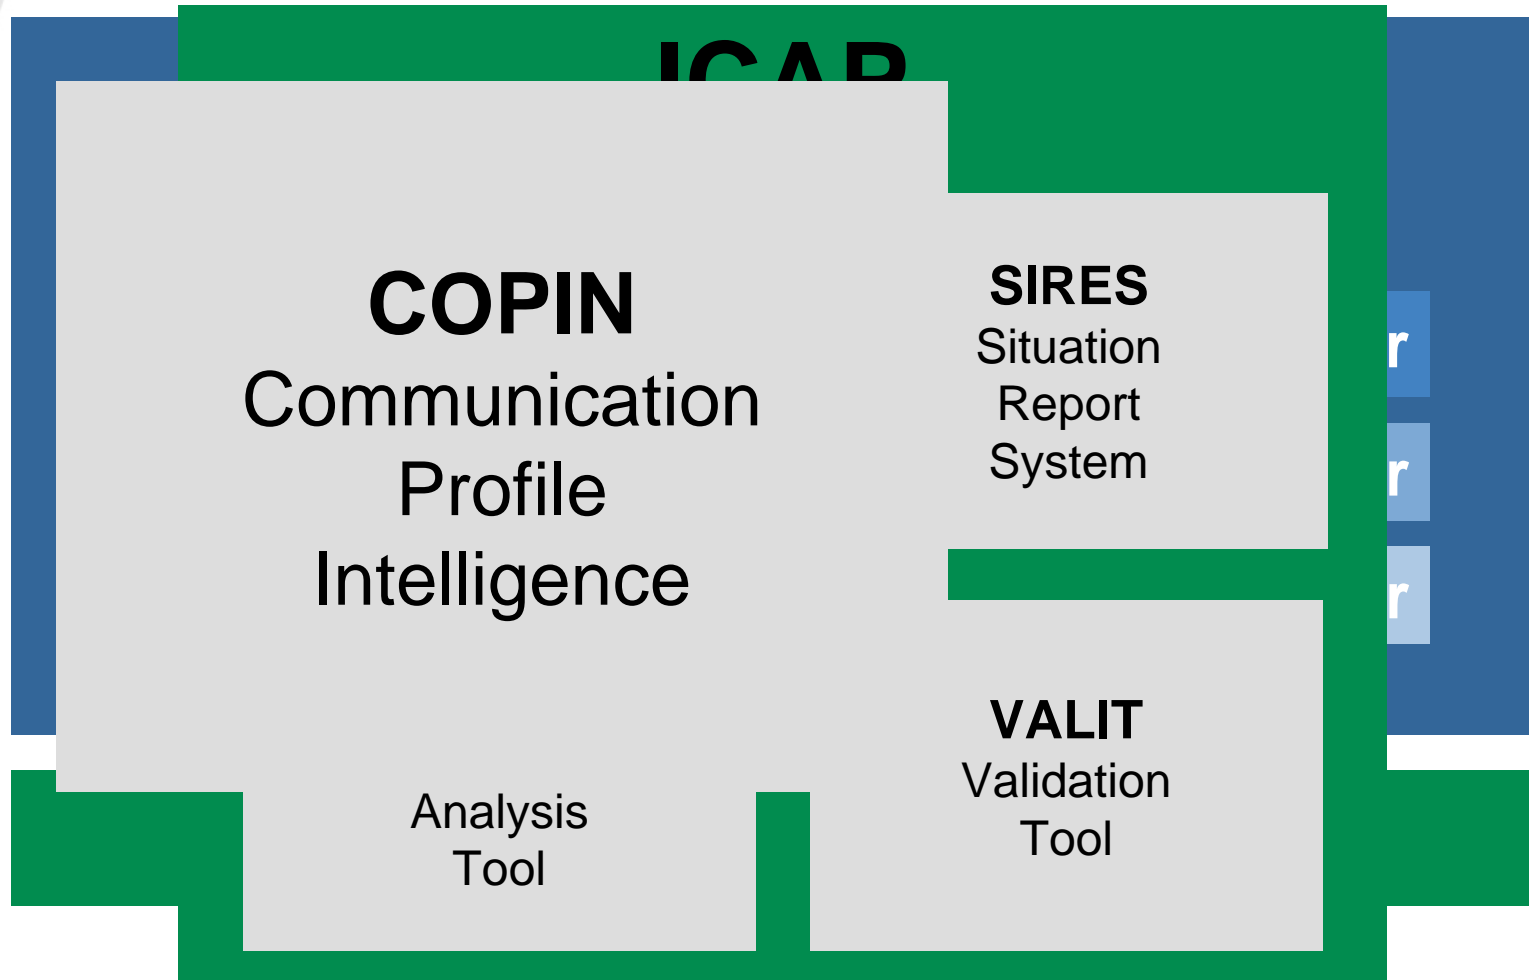 COPIN
Communication
Profile
Intelligence
SIRES
Situation
Report
System
r
r
r
VALIT
Validation
Tool
Analysis
Tool